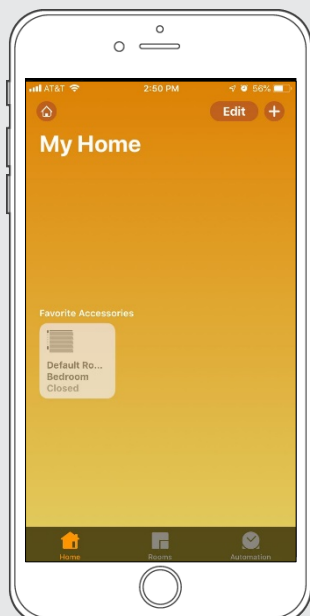 AT&T 2:50 PM 56%
Edit +
My Home
Favorite Accessories
Default Ro...
Bedroom
Closed
Home Rooms Automation